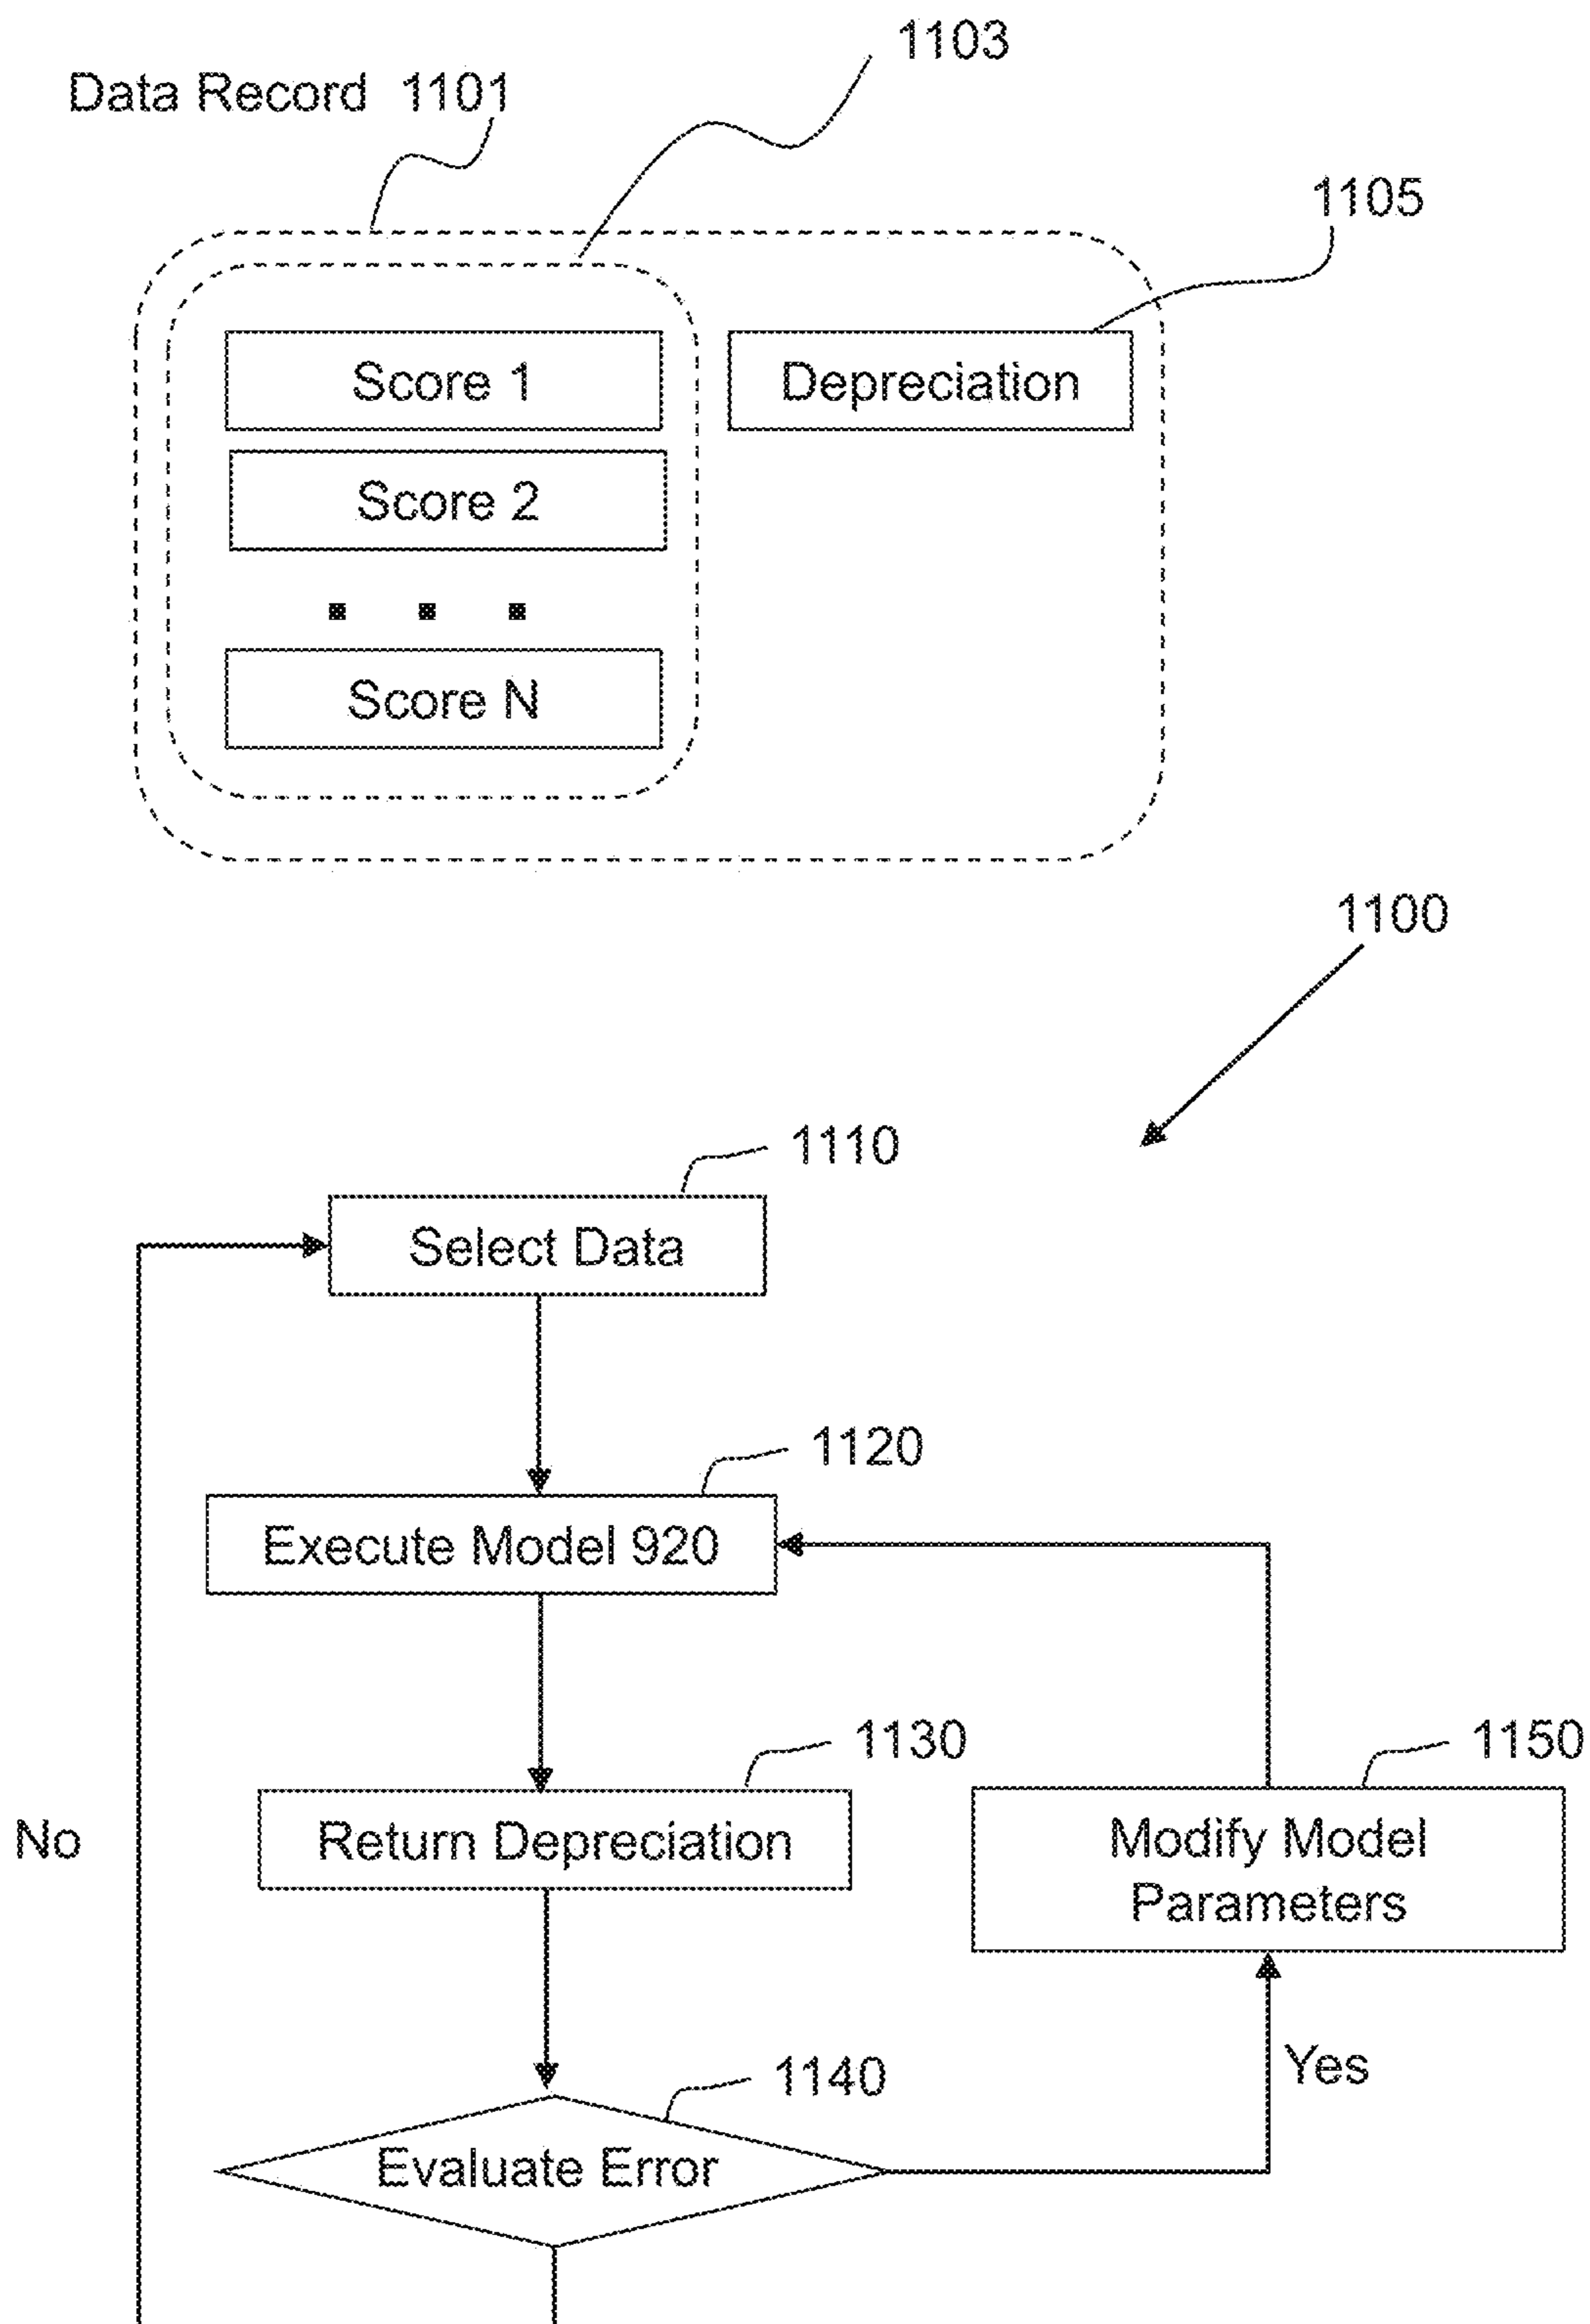 1103
Data Record 1101
1105
Score 1
Depreciation
Score 2
Score N
1100
1110
Select Data
1120
Execute Model 920
1130
1150
No
Return Depreciation
Modify Model
Parameters
1140
Yes
Evaluate Error